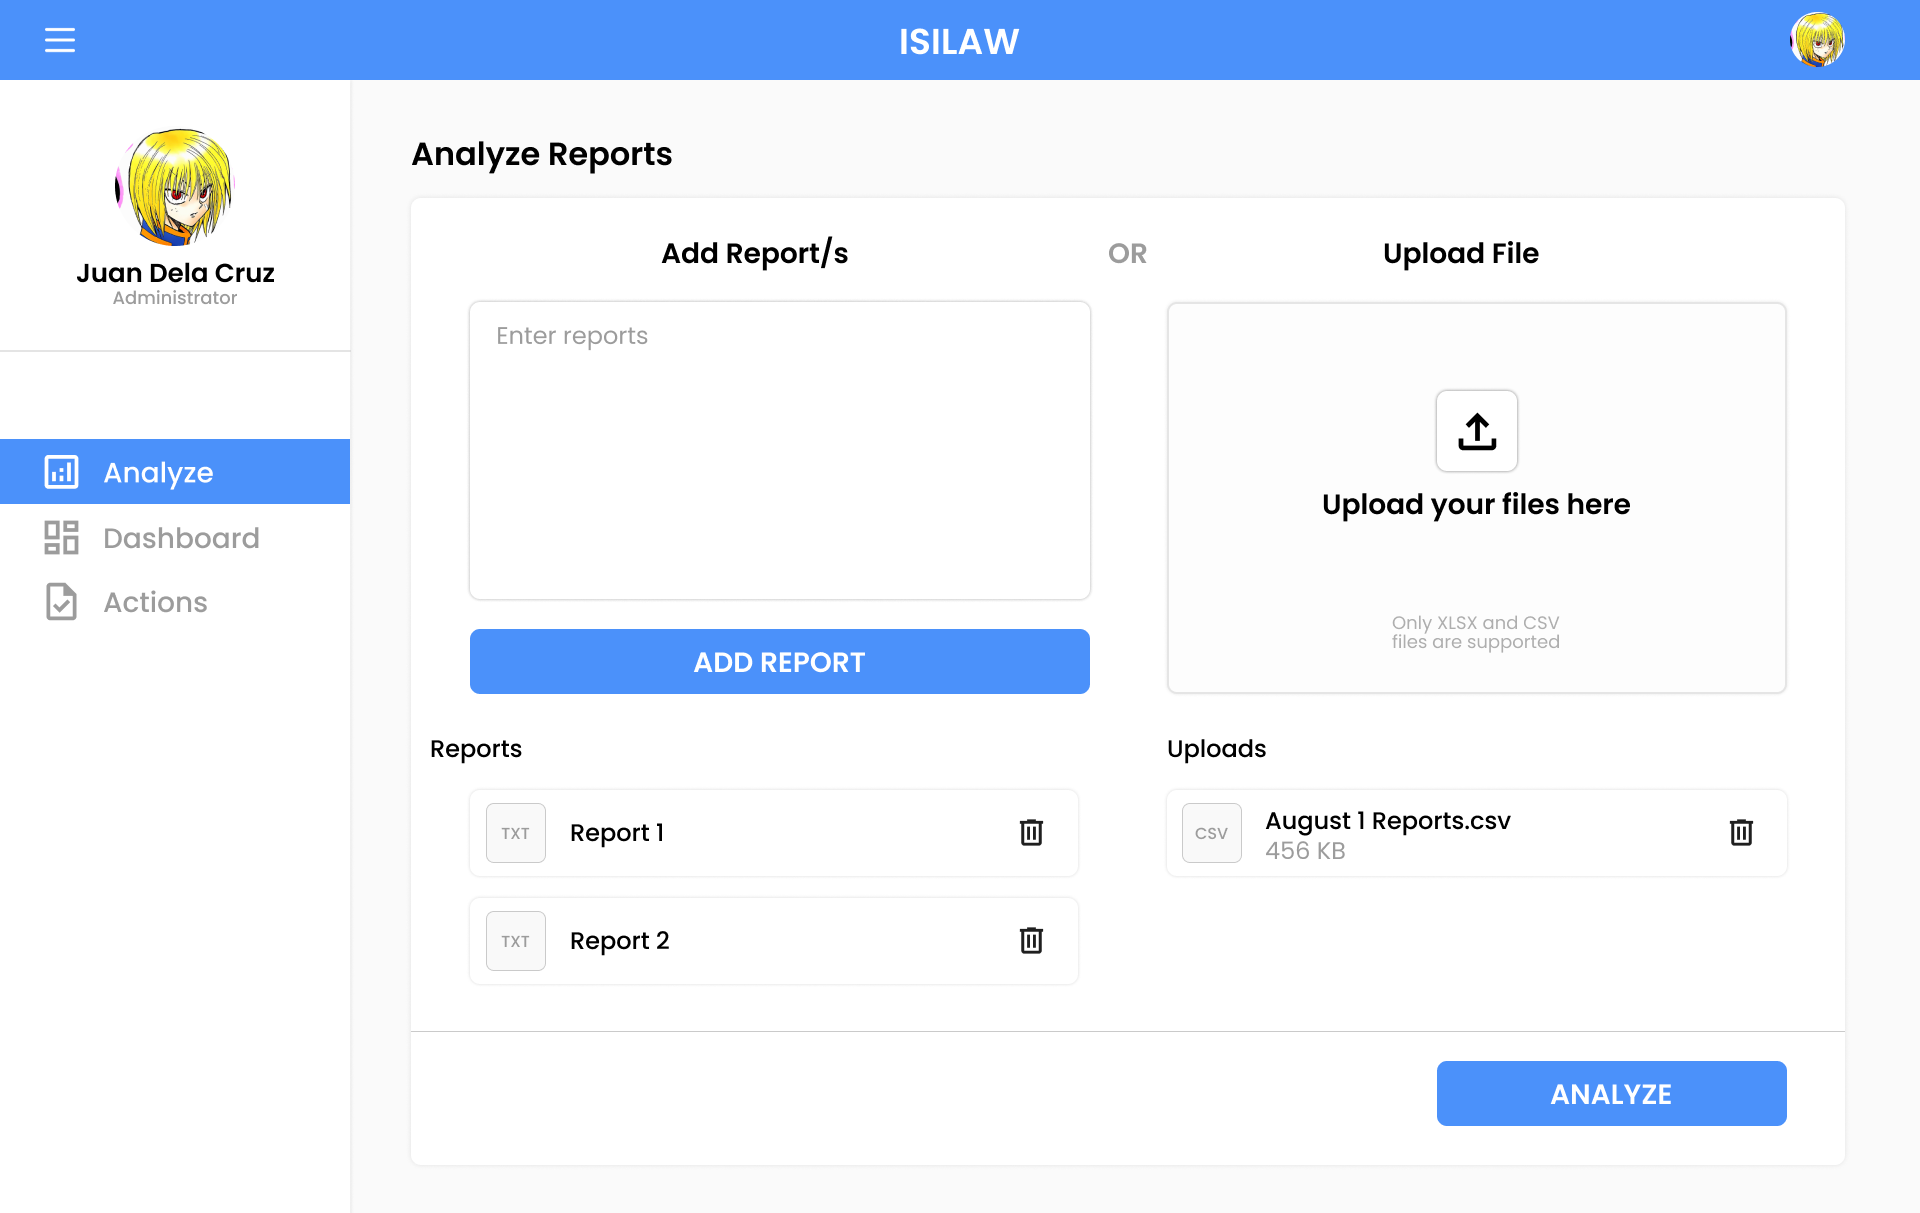 ISILAW
Juan Dela Cruz
Administrator
Analyze
Dashboard
Actions
Analyze Reports
Add Report/s
OR
Upload File
Enter reports
ADD REPORT
Upload your files here
Only XLSX and CSV
files are supported
Reports
TXT
Report 1
TXT
Report 2
Uploads
CSV
August 1 Reports.csv
456 KB
ANALYZE